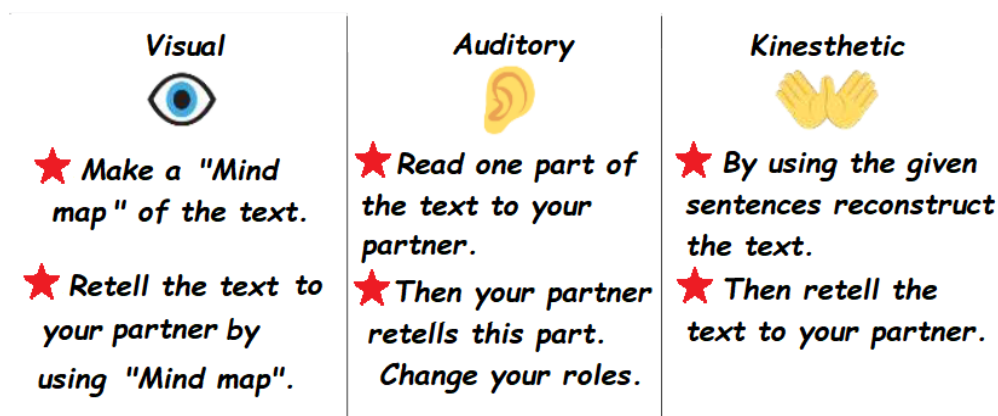 Visual
Make a "Mind
map" of the text.
Retell the text to
your partner by
using "Mind map".
Auditory
Read one part of
the text to your
partner.
Then your partner
retells this part.
Change your roles.
Kinesthetic
By using the given
sentences reconstruct
the text.
Then retell the
text to your partner.